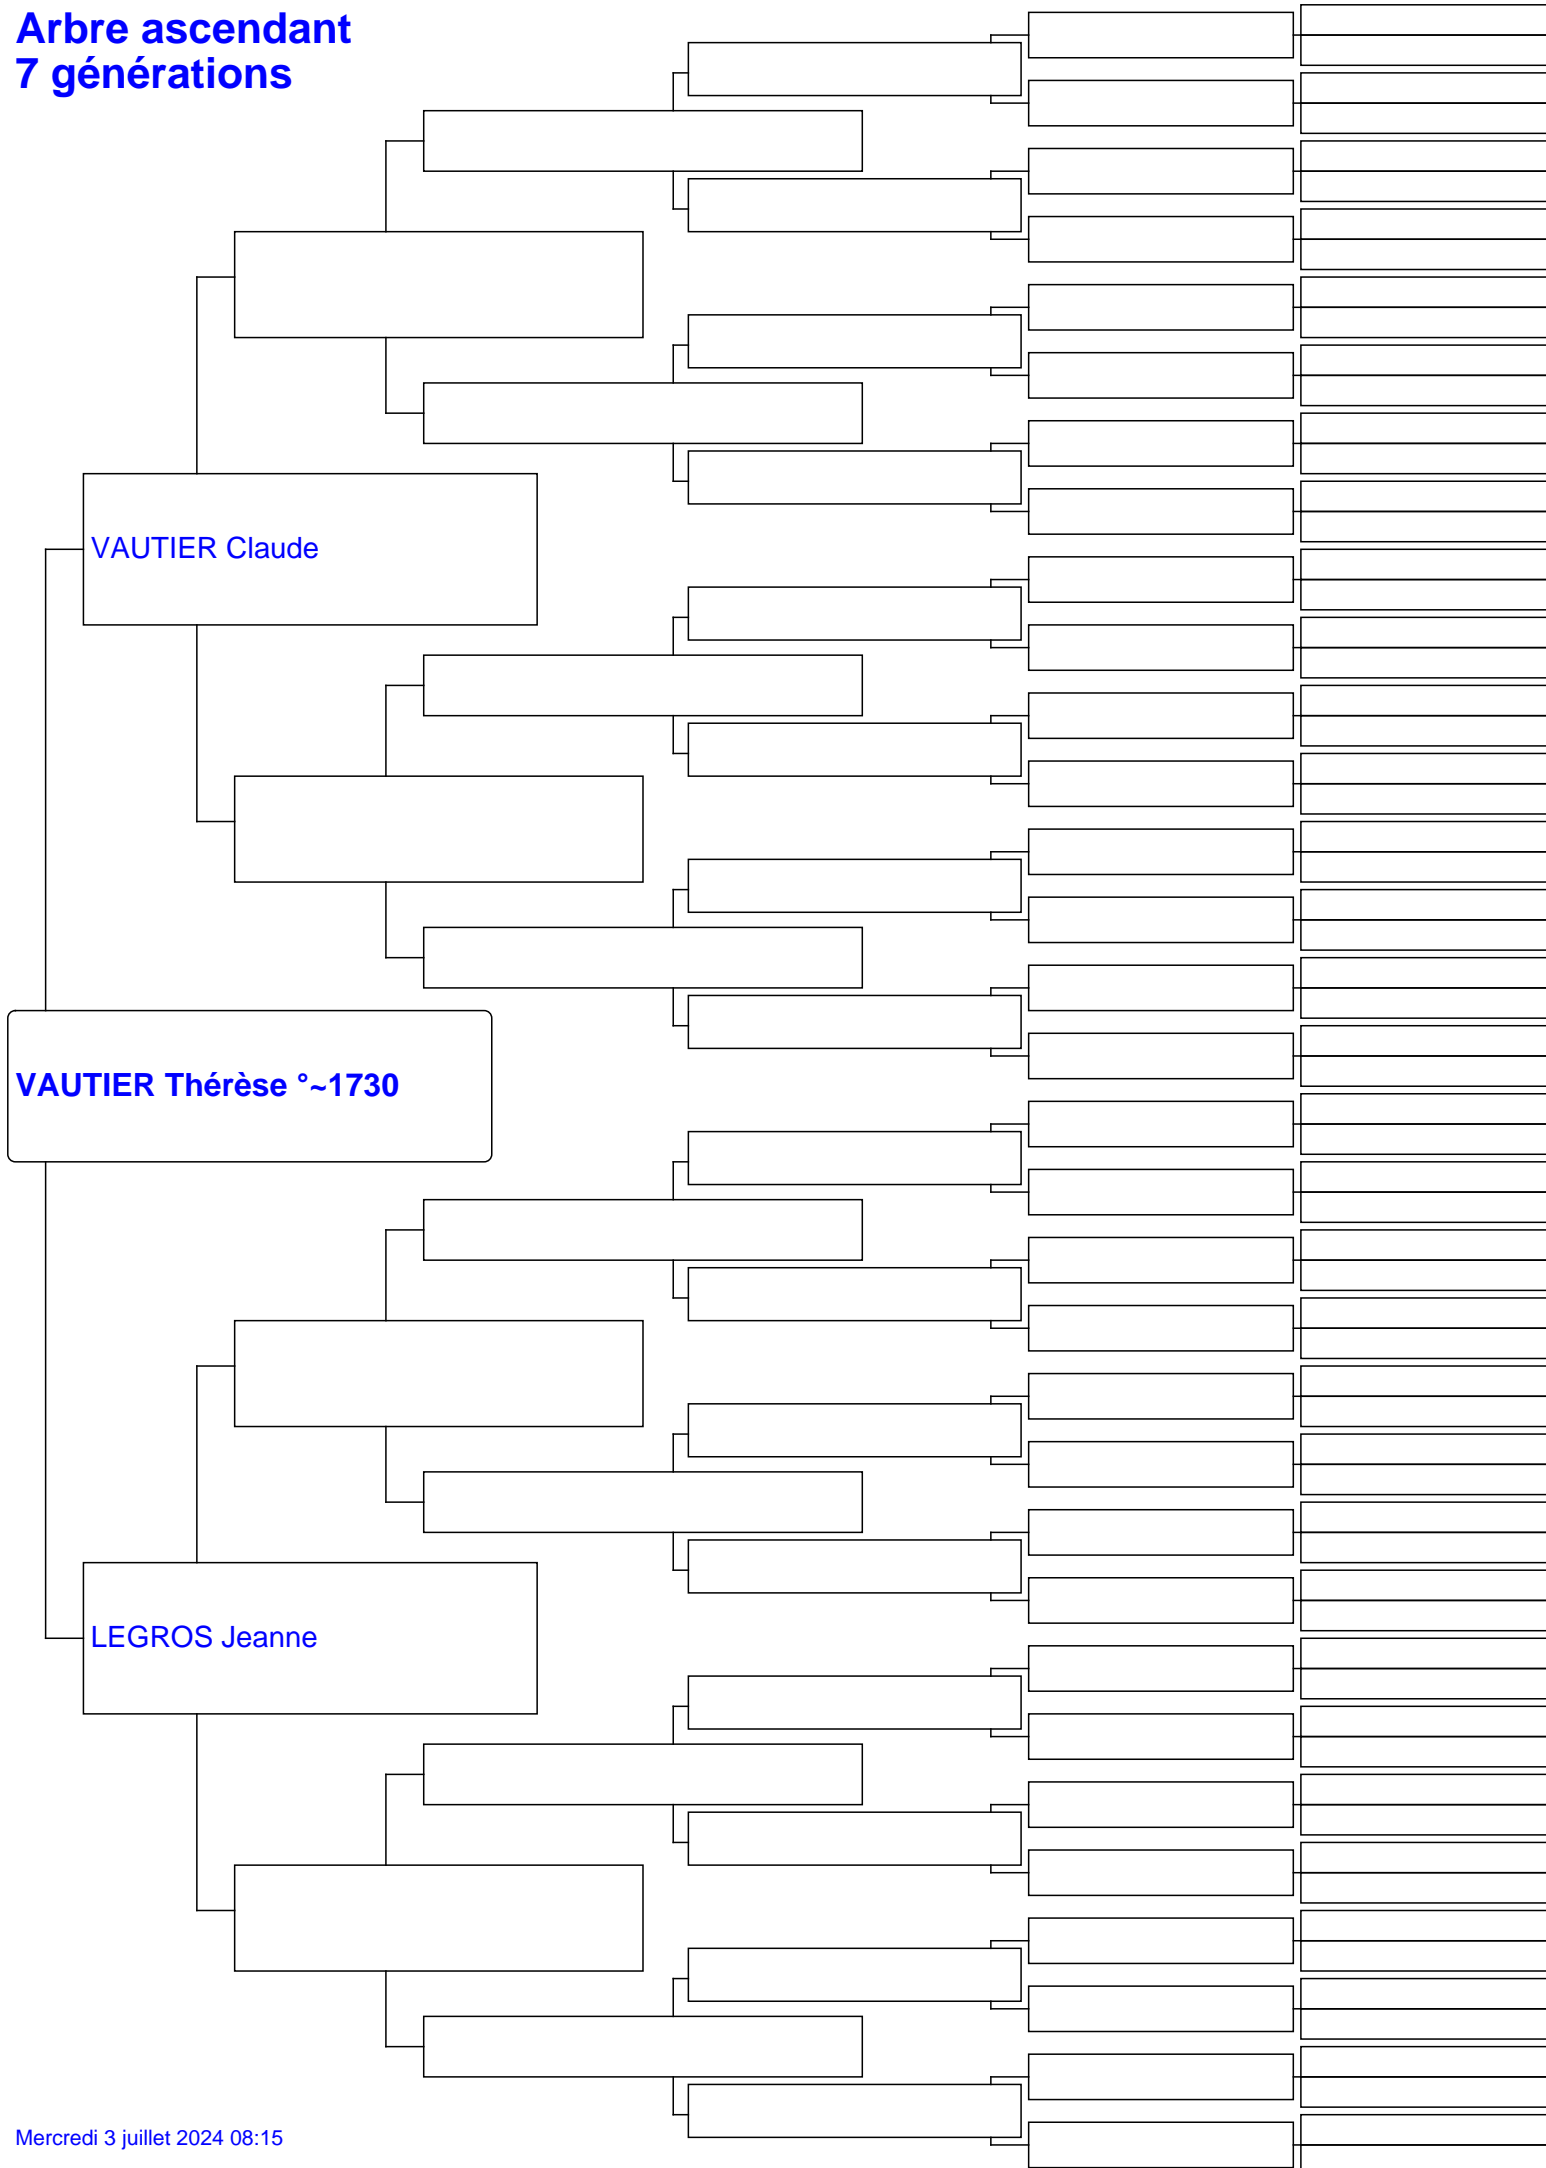 Arbre ascendant
7 générations
VAUTIER Claude
VAUTIER Thérèse °~1730
LEGROS Jeanne
Mercredi 3 juillet 2024 08:15